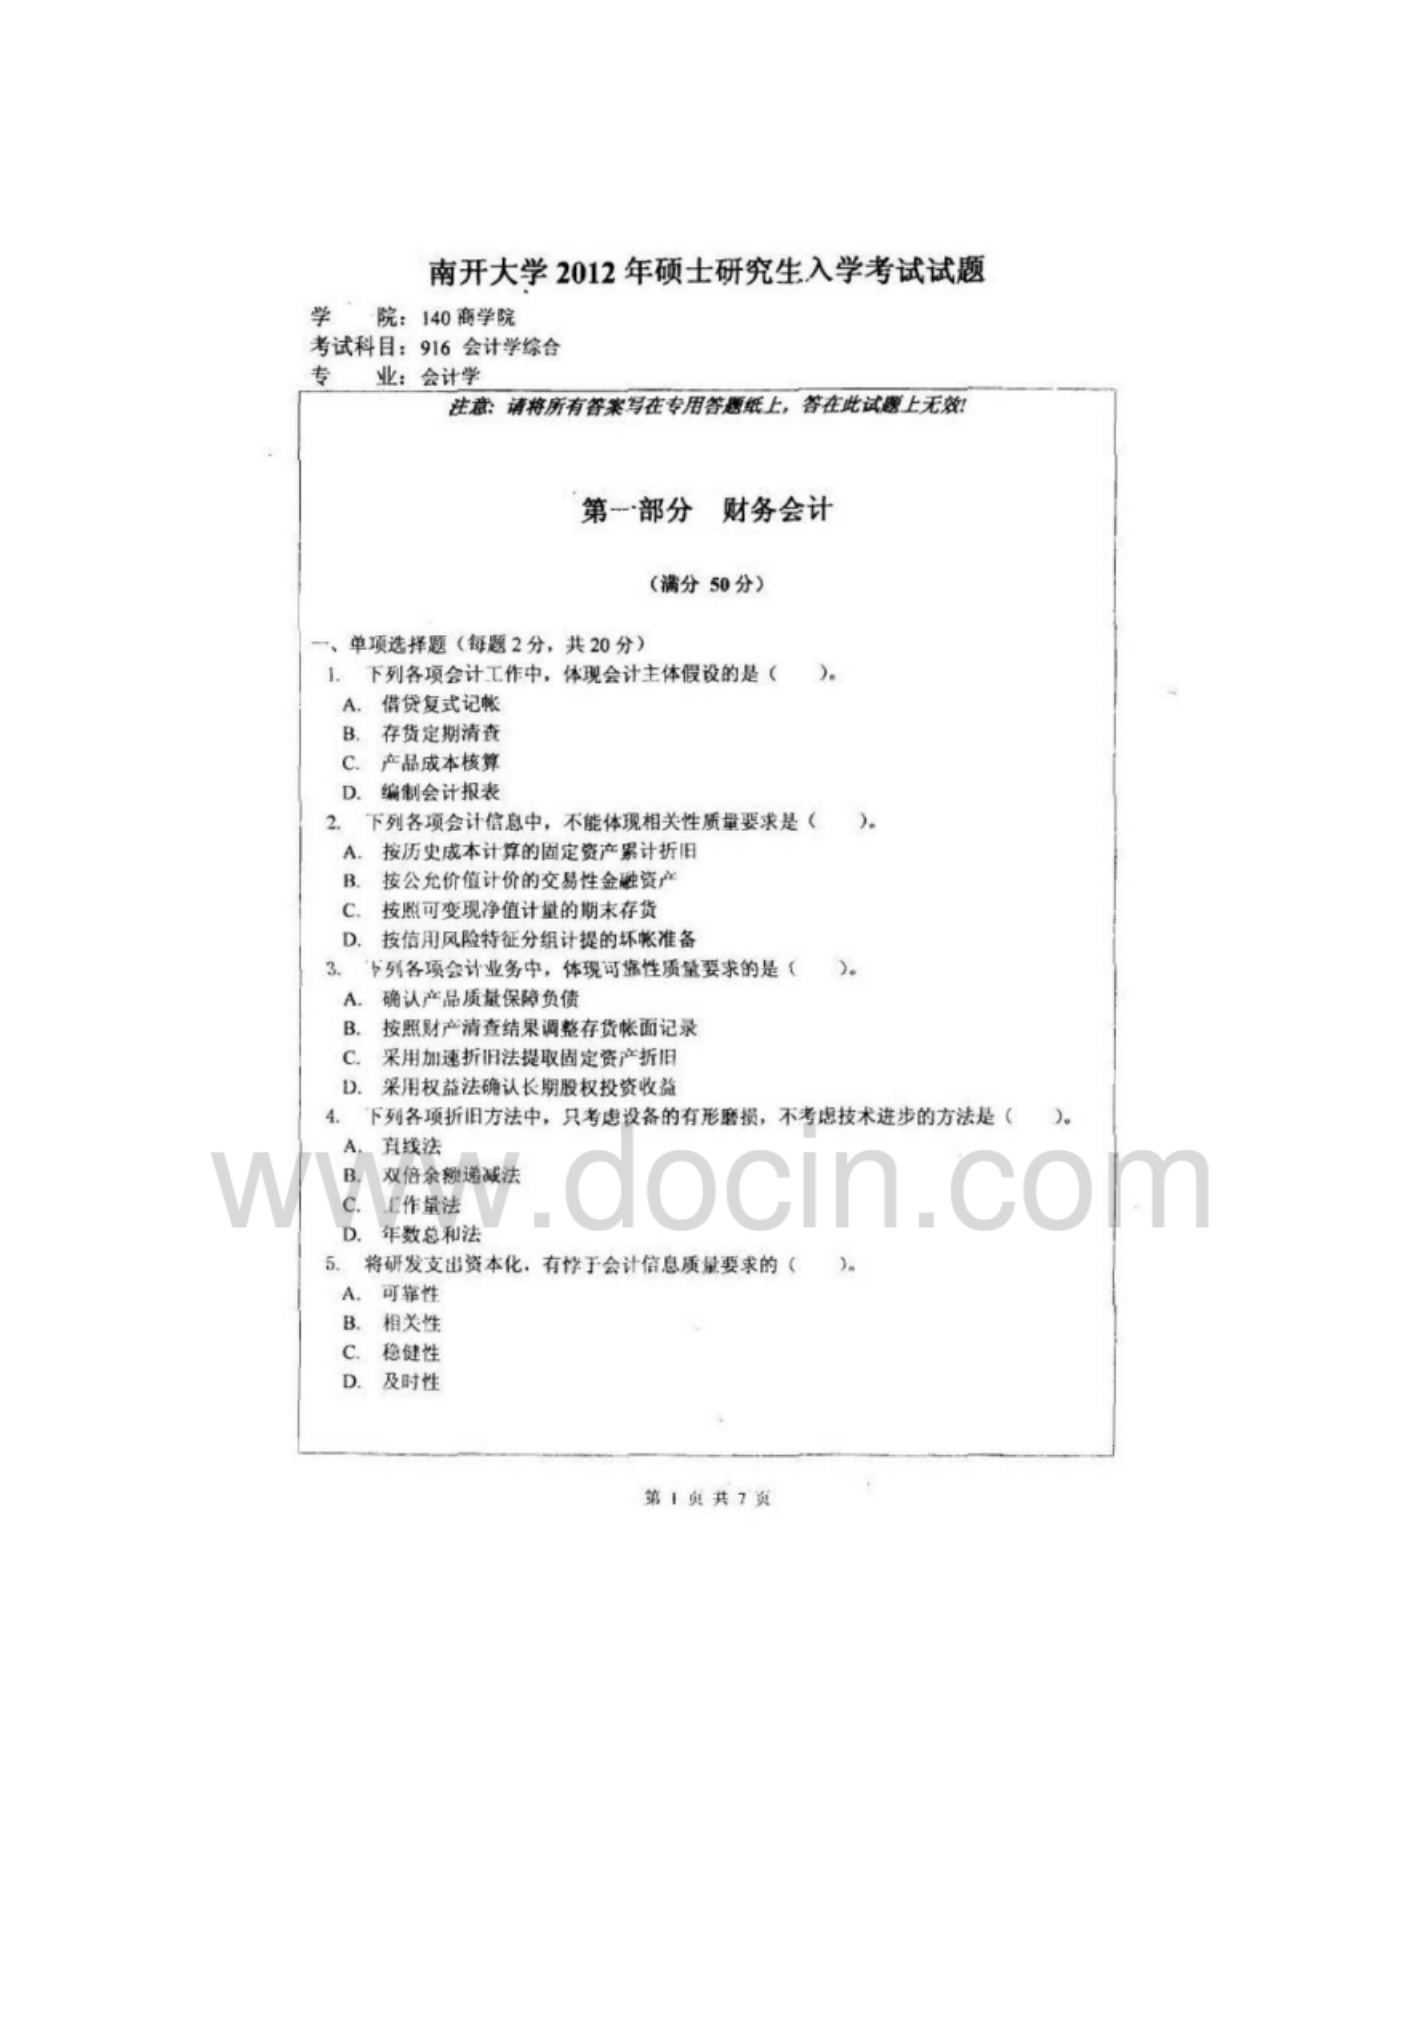 南开大学 2012 年硕士研究生入学考试试题
学　　院：140 商学院
考试科目：916 会计学综合
专　　业：会计学
注意：请将所有答案写在专用答题纸上，答在此试题上无效!
第一部分　财务会计
（满分 50 分）
一、单项选择题（每题 2 分，共 20 分）
1. 下列各项会计工作中，体现会计主体假设的是（　　）。
A. 借贷复式记帐
B. 存货定期清查
C. 产品成本核算
D. 编制会计报表
2. 下列各项会计信息中，不能体现相关性质量要求是（　　）。
A. 按历史成本计算的固定资产累计折旧
B. 按公允价值计价的交易性金融资产
C. 按照可变现净值计量的期末存货
D. 按信用风险特征分组计提的坏帐准备
3. 下列各项会计业务中，体现可靠性质量要求的是（　　）。
A. 确认产品质量保障负债
B. 按照财产清查结果调整存货帐面记录
C. 采用加速折旧法提取固定资产折旧
D. 采用权益法确认长期股权投资收益
4. 下列各项折旧方法中，只考虑设备的有形磨损，不考虑技术进步的方法是（　　）。
A. 直线法
B. 双倍余额递减法
C. 工作量法
D. 年数总和法
5. 将研发支出资本化，有悖于会计信息质量要求的（　　）。
A. 可靠性
B. 相关性
C. 稳健性
D. 及时性
www.docin.com
第 1 页 共 7 页